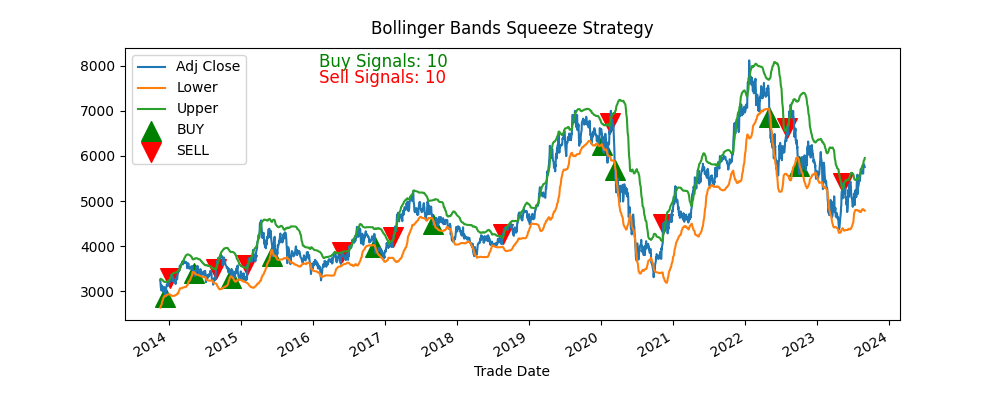 Bollinger Bands Squeeze Strategy
Adj Close
Lower
Upper
BUY
SELL
Buy Signals: 10
Sell Signals: 10
8000
7000
6000
5000
4000
3000
2014
2015
2016
2017
2018
2019
2020
2021
2022
2023
2024
Trade Date